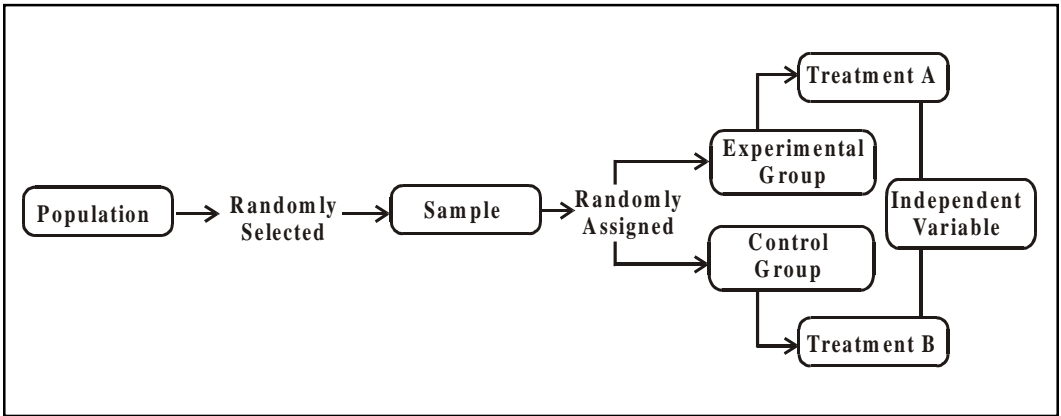 Population
Randomly
Selected
Sample
Randomly
Assigned
Experimental
Group
Control
Group
Treatment A
Independent
Variable
Treatment B